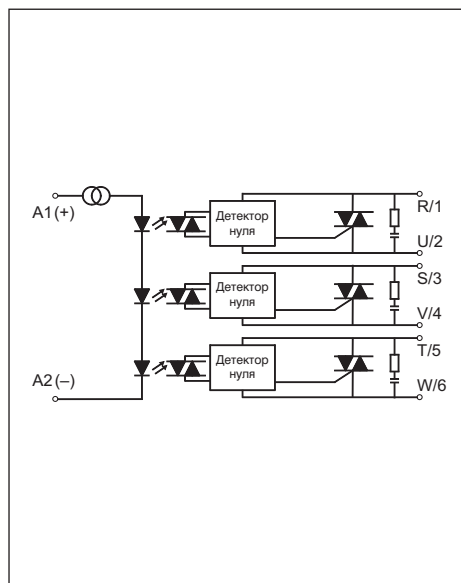 A1 (+)
Детектор
нуля
R/1
U/2
Детектор
нуля
S/3
V/4
Детектор
нуля
T/5
W/6
A2 (–)